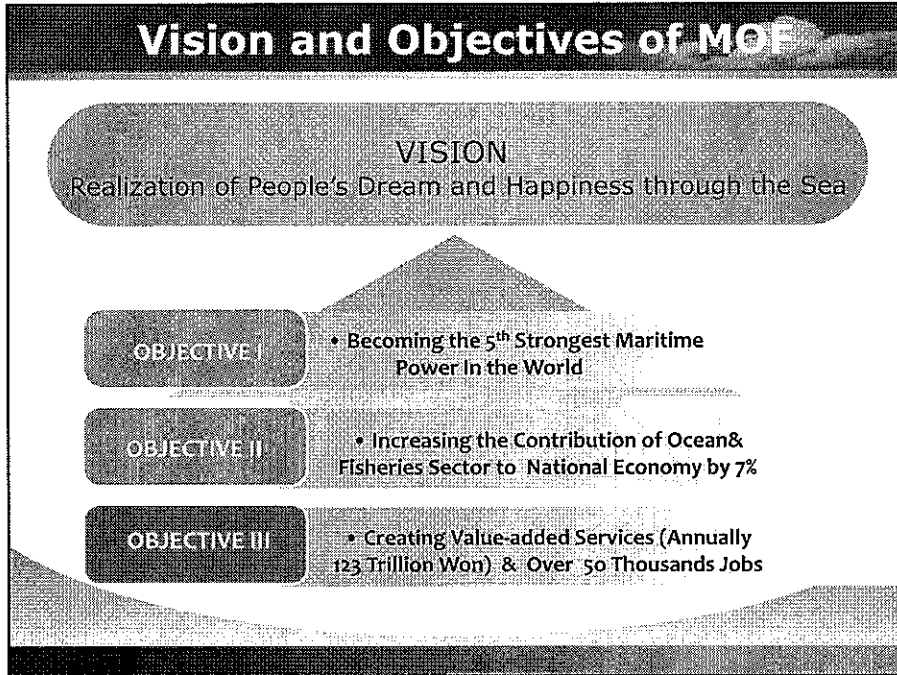 Vision and Objectives of MOF
VISION
Realization of People's Dream and Happiness through the Sea
OBJECTIVE I
• Becoming the 5th Strongest Maritime
Power In the World
OBJECTIVE II
• Increasing the Contribution of Ocean&
Fisheries Sector to National Economy by 7%
OBJECTIVE III
• Creating Value-added Services (Annually
123 Trillion Won) & Over 50 Thousands Jobs